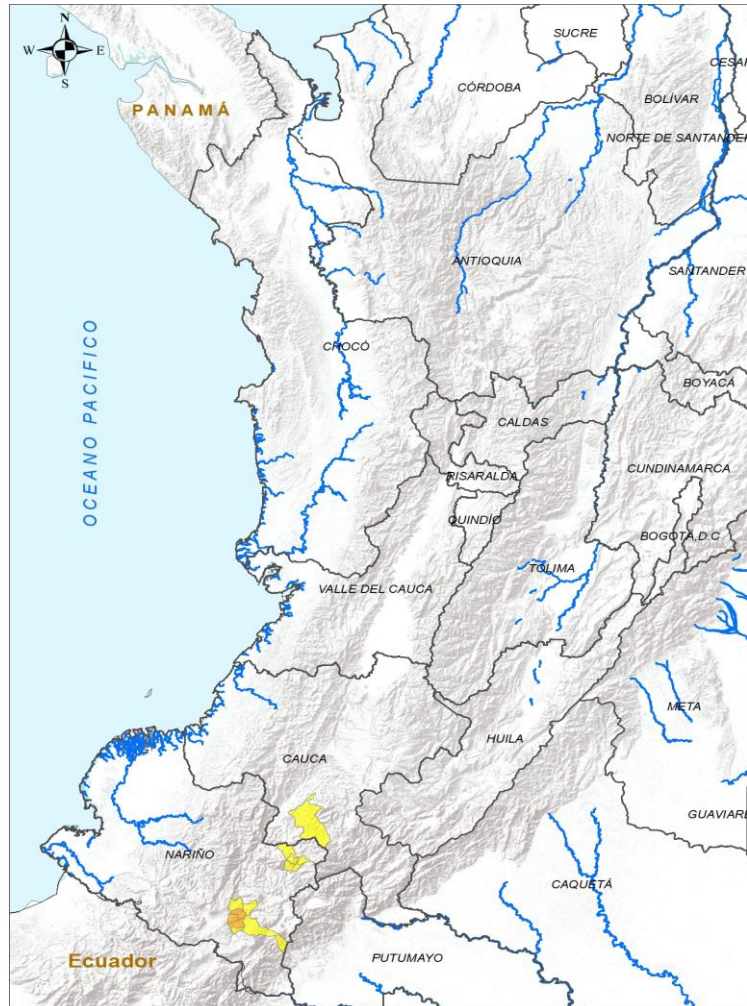 N
W E
S
SUCRE
CESAR
CÓRDOBA
BOLÍVAR
PANAMÁ
NORTE DE SANTANDER
ANTIOQUIA
SANTANDER
OCEANO PACIFICO
CHOCÓ
BOYACÁ
CALDAS
CUNDINAMARCA
RISARALDA
QUINDÍO
BOGOTÁ,D.C
TOLIMA
VALLE DEL CAUCA
META
HUILA
CAUCA
GUAVIARE
NARIÑO
CAQUETÁ
Ecuador
PUTUMAYO